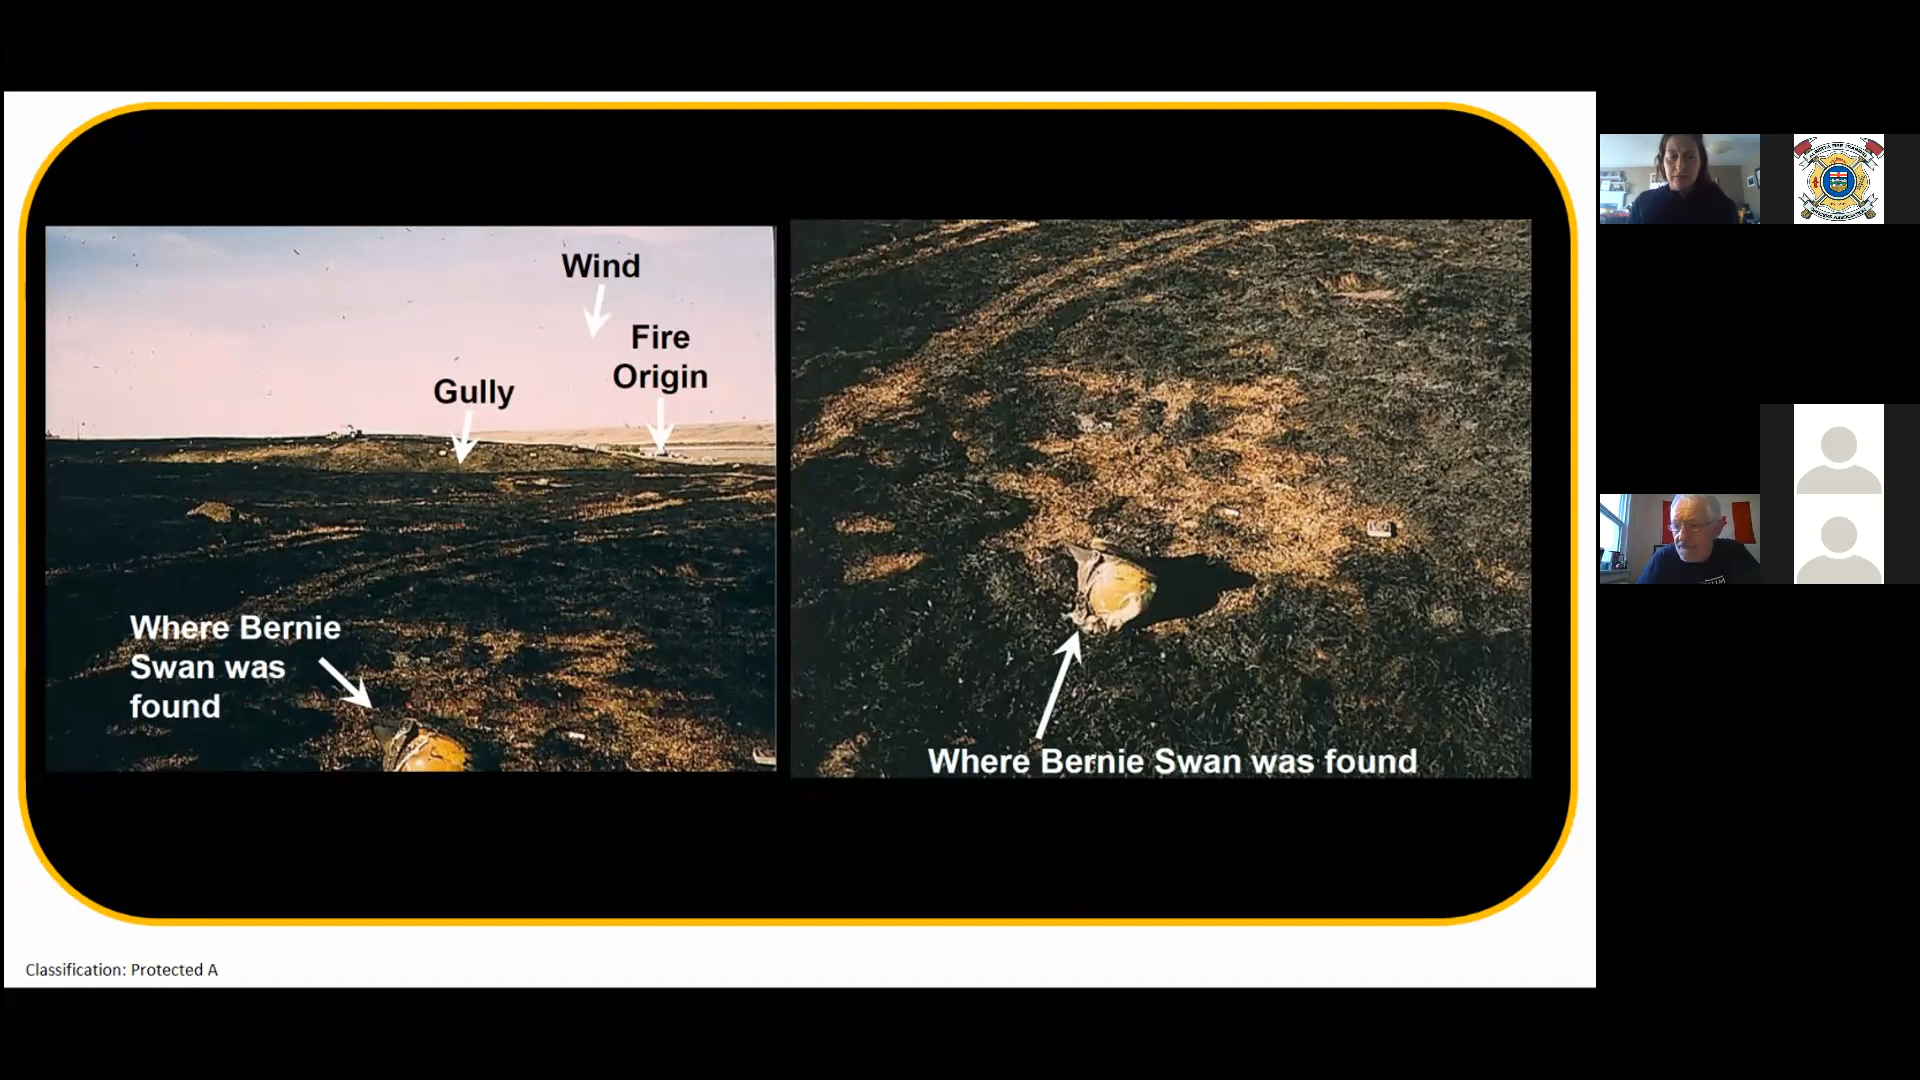 Wind
Fire
Origin
Gully
Where Bernie
Swan was
found
Where Bernie Swan was found
Classification: Protected A